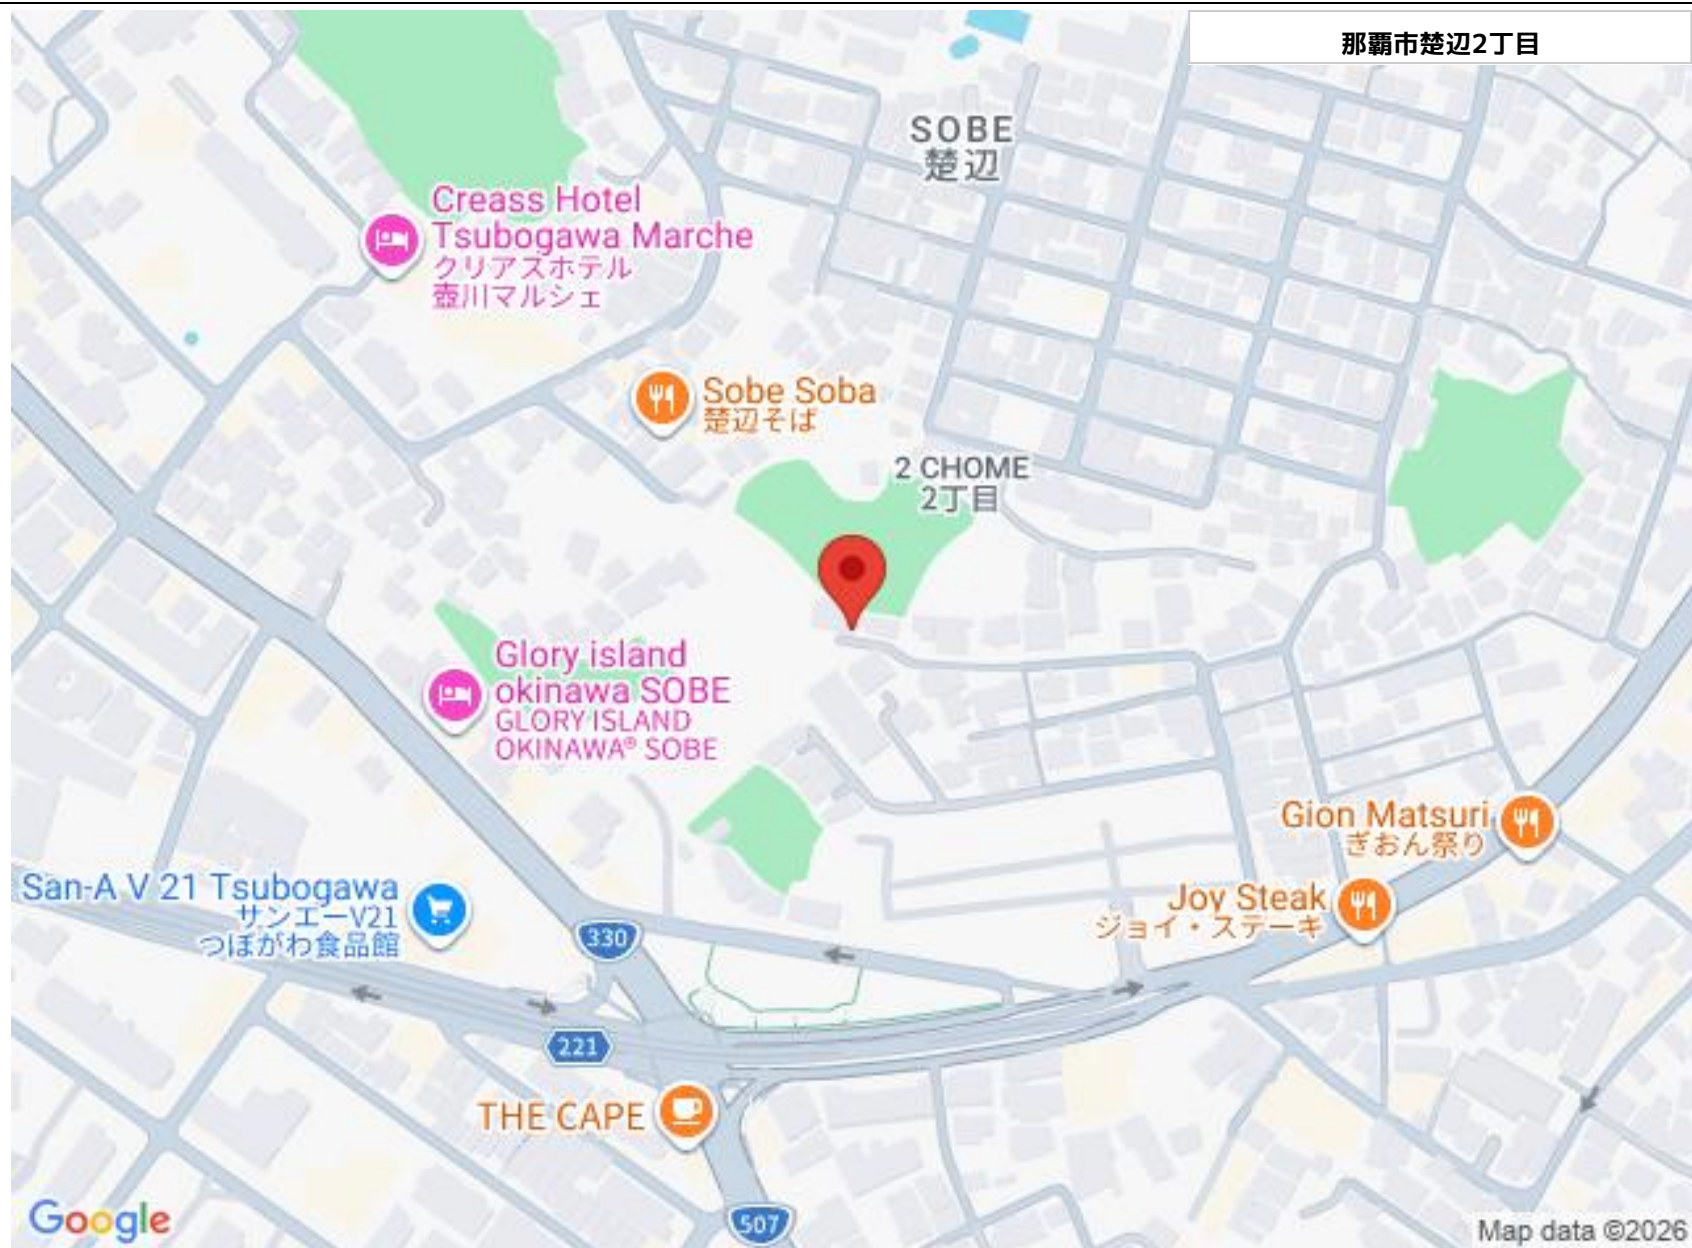 那覇市楚辺2丁目
SOBE
楚辺
Creass Hotel
Tsubogawa Marche
クリアスホテル
壺川マルシェ
Sobe Soba
楚辺そば
2 CHOME
2丁目
Glory island
okinawa SOBE
GLORY ISLAND
OKINAWA® SOBE
Gion Matsuri
ぎおん祭り
San-A V 21 Tsubogawa
サンエーV21
つぼがわ食品館
Joy Steak
ジョイ・ステーキ
330
221
THE CAPE
507
Google
Map data ©2026